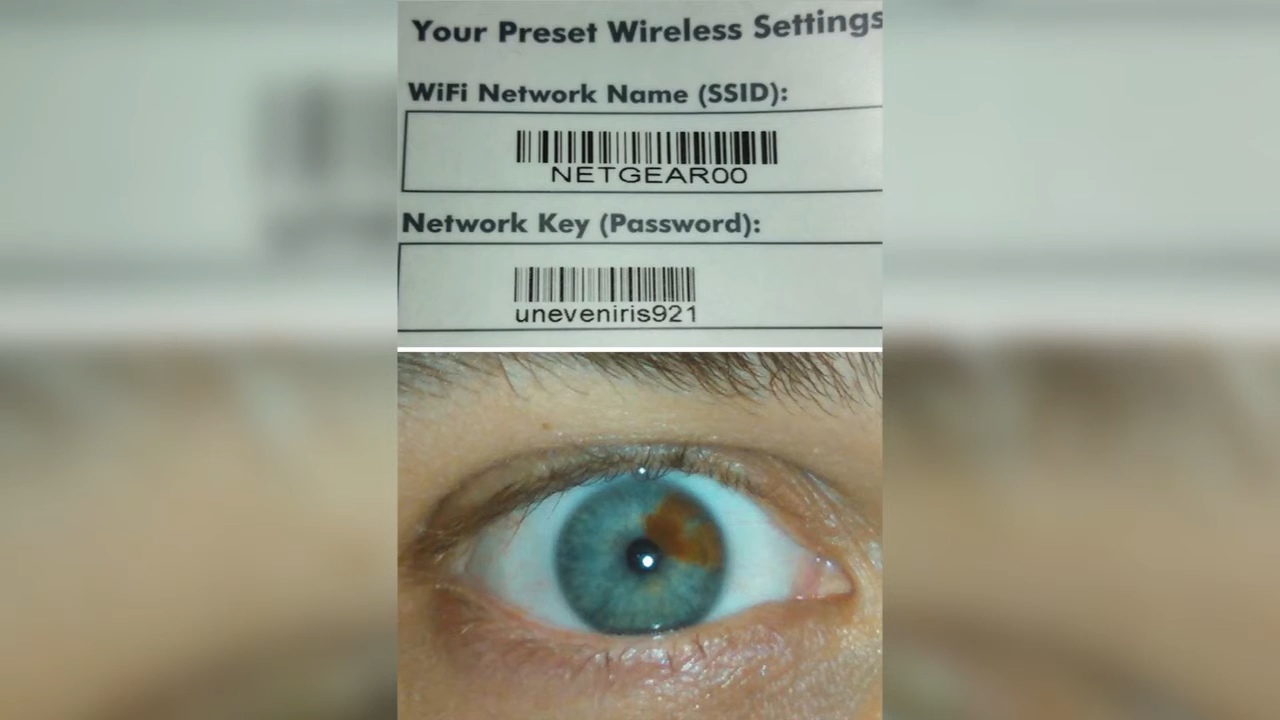 Your Preset Wireless Settings
WiFi Network Name (SSID):
NETGEAR00
Network Key (Password):
uneveniris921